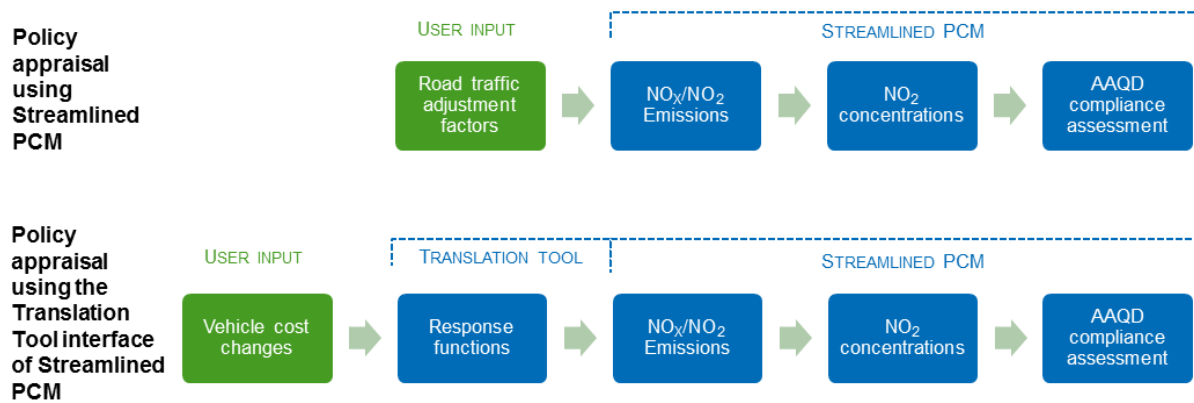 Policy
appraisal
using
Streamlined
PCM
USER INPUT
STREAMLINED PCM
Road traffic
adjustment
factors
NOX/NO2
Emissions
NO2
concentrations
AAQD
compliance
assessment
Policy
appraisal
using the
Translation
Tool interface
of Streamlined
PCM
USER INPUT
TRANSLATION TOOL
STREAMLINED PCM
Vehicle cost
changes
Response
functions
NOX/NO2
Emissions
NO2
concentrations
AAQD
compliance
assessment